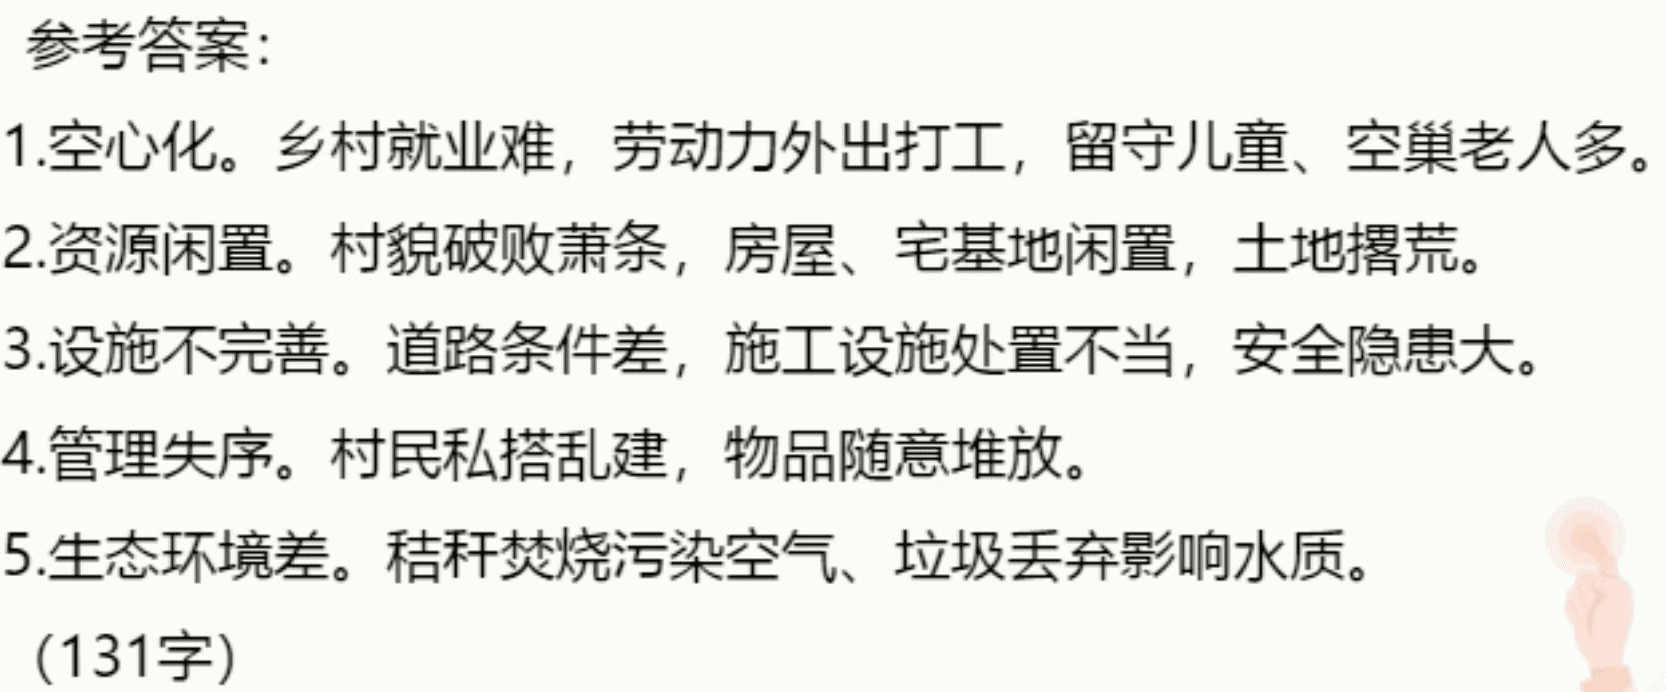 参考答案：
1.空心化。乡村就业难，劳动力外出打工，留守儿童、空巢老人多。
2.资源闲置。村貌破败萧条，房屋、宅基地闲置，土地撂荒。
3.设施不完善。道路条件差，施工设施处置不当，安全隐患大。
4.管理失序。村民私搭乱建，物品随意堆放。
5.生态环境差。秸秆焚烧污染空气、垃圾丢弃影响水质。
（131字）